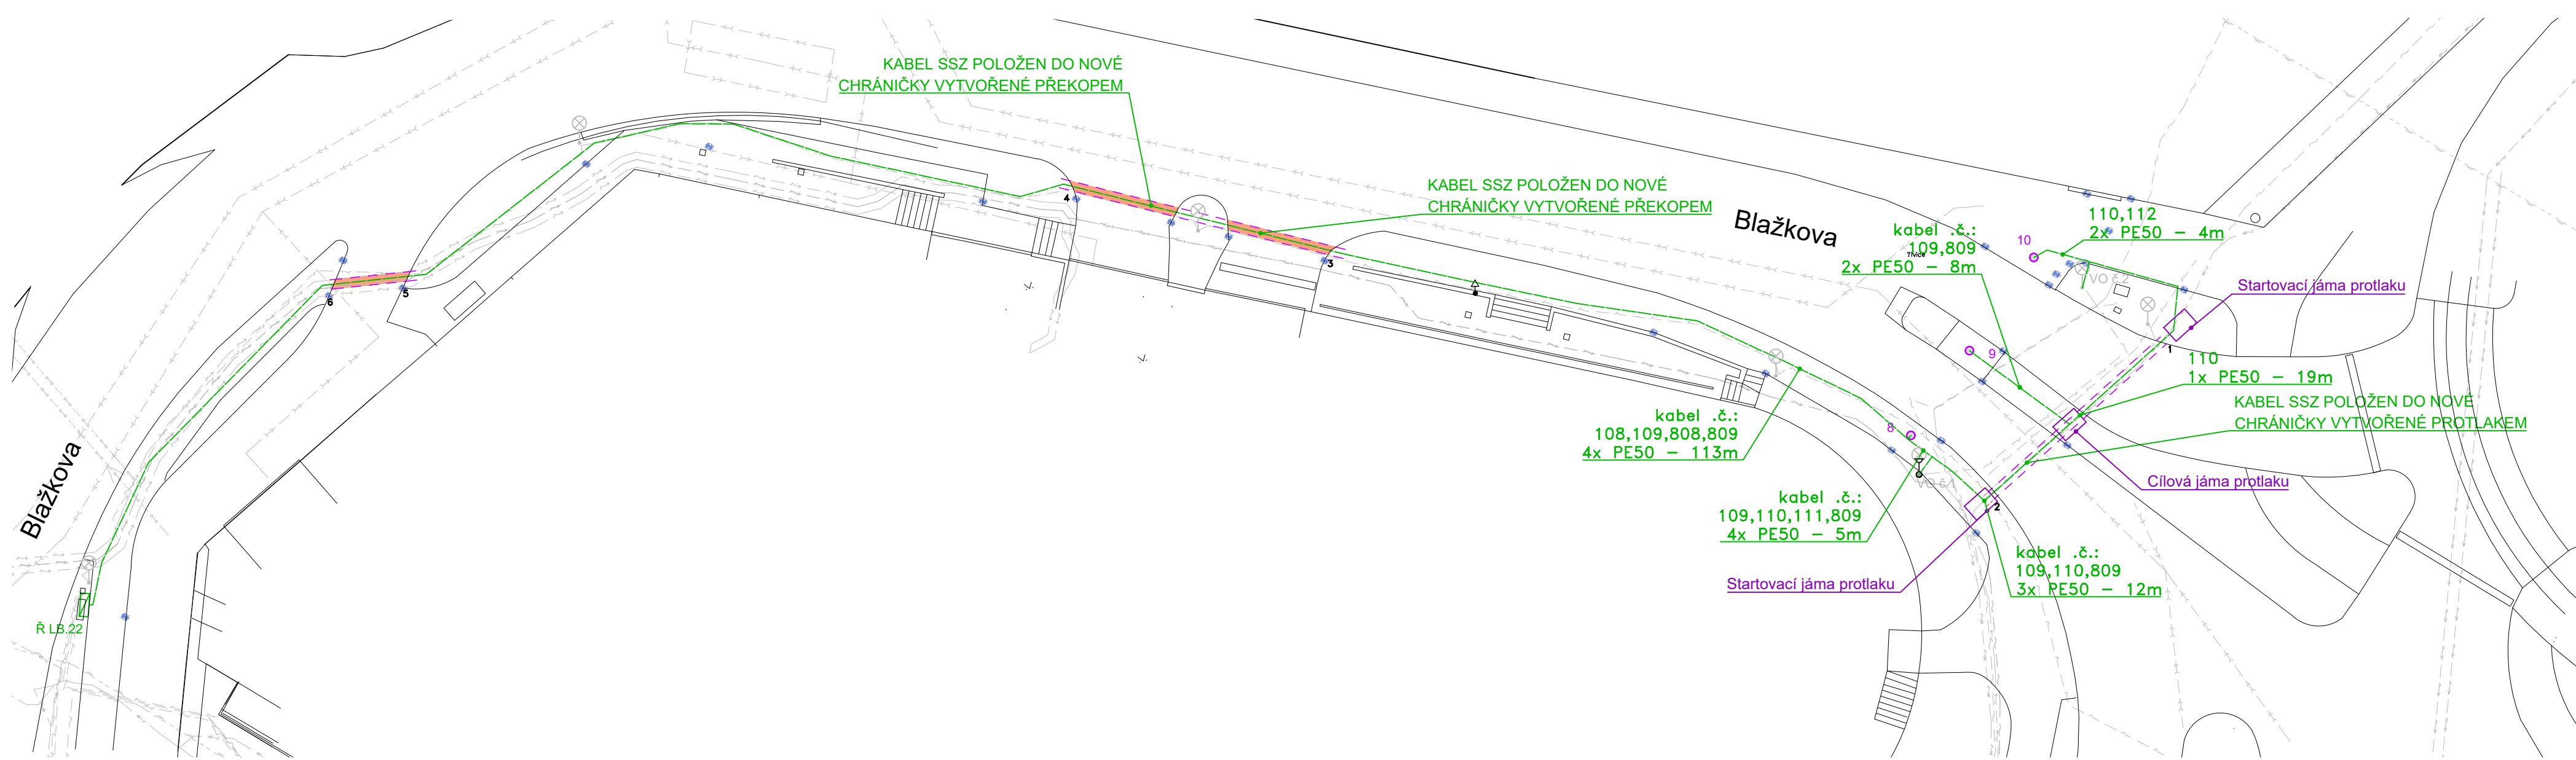 KABEL SSZ POLOŽEN DO NOVÉ
CHRÁNIČKY VYTVOŘENÉ PŘEKOPEM
KABEL SSZ POLOŽEN DO NOVÉ
CHRÁNIČKY VYTVOŘENÉ PŘEKOPEM
Blažkova
kabel .č.:
109,809
2x PE50 – 8m
10
110,112
2x PE50 – 4m
VO č.2
Startovací jáma protlaku
1
110
1x PE50 – 19m
KABEL SSZ POLOŽEN DO NOVÉ
CHRÁNIČKY VYTVOŘENÉ PROTLAKEM
Cílová jáma protlaku
9
4
3
6
5
kabel .č.:
108,109,808,809
4x PE50 – 113m
8
VO č.1
kabel .č.:
109,110,111,809
4x PE50 – 5m
2
kabel .č.:
109,110,809
3x PE50 – 12m
Startovací jáma protlaku
Blažkova
Ř LB.22